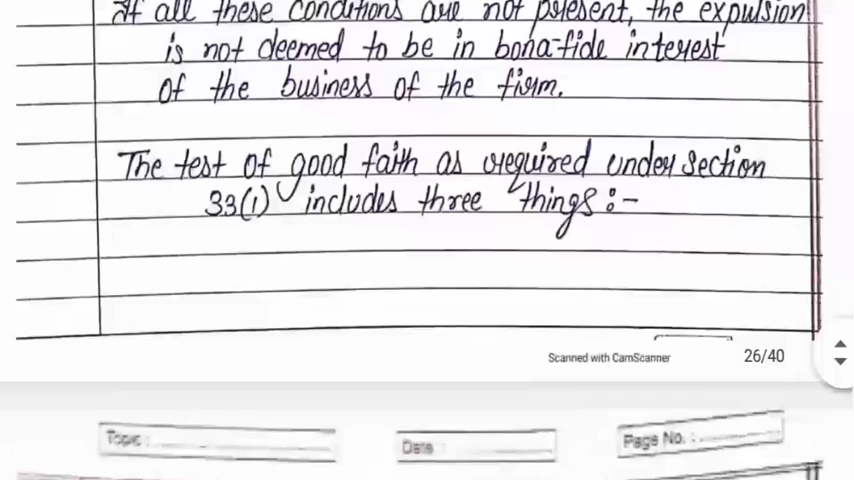 If all these conditions are not present, the expulsion
is not deemed to be in bona-fide interest
of the business of the firm.
The test of good faith as required under section
33(1) includes three things :-
Scanned with CamScanner
26/40
Topic :
Date
Page No. :